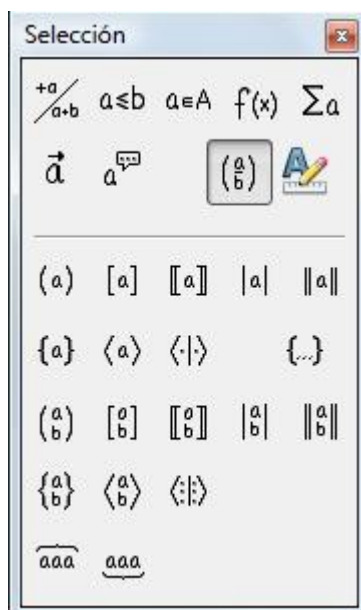 Selección
+a/a+b a≤b a∈A f(x) Σa
a⃗ a (a/b) A
(a) [a] ⟦a⟧ |a| ‖a‖
{a} ⟨a⟩ ⟨·|·⟩ {...}
(a b) [a b] ⟦a b⟧ |a b| ‖a b‖
{a b} ⟨a b⟩ ⟨:|:⟩
aaa aaa